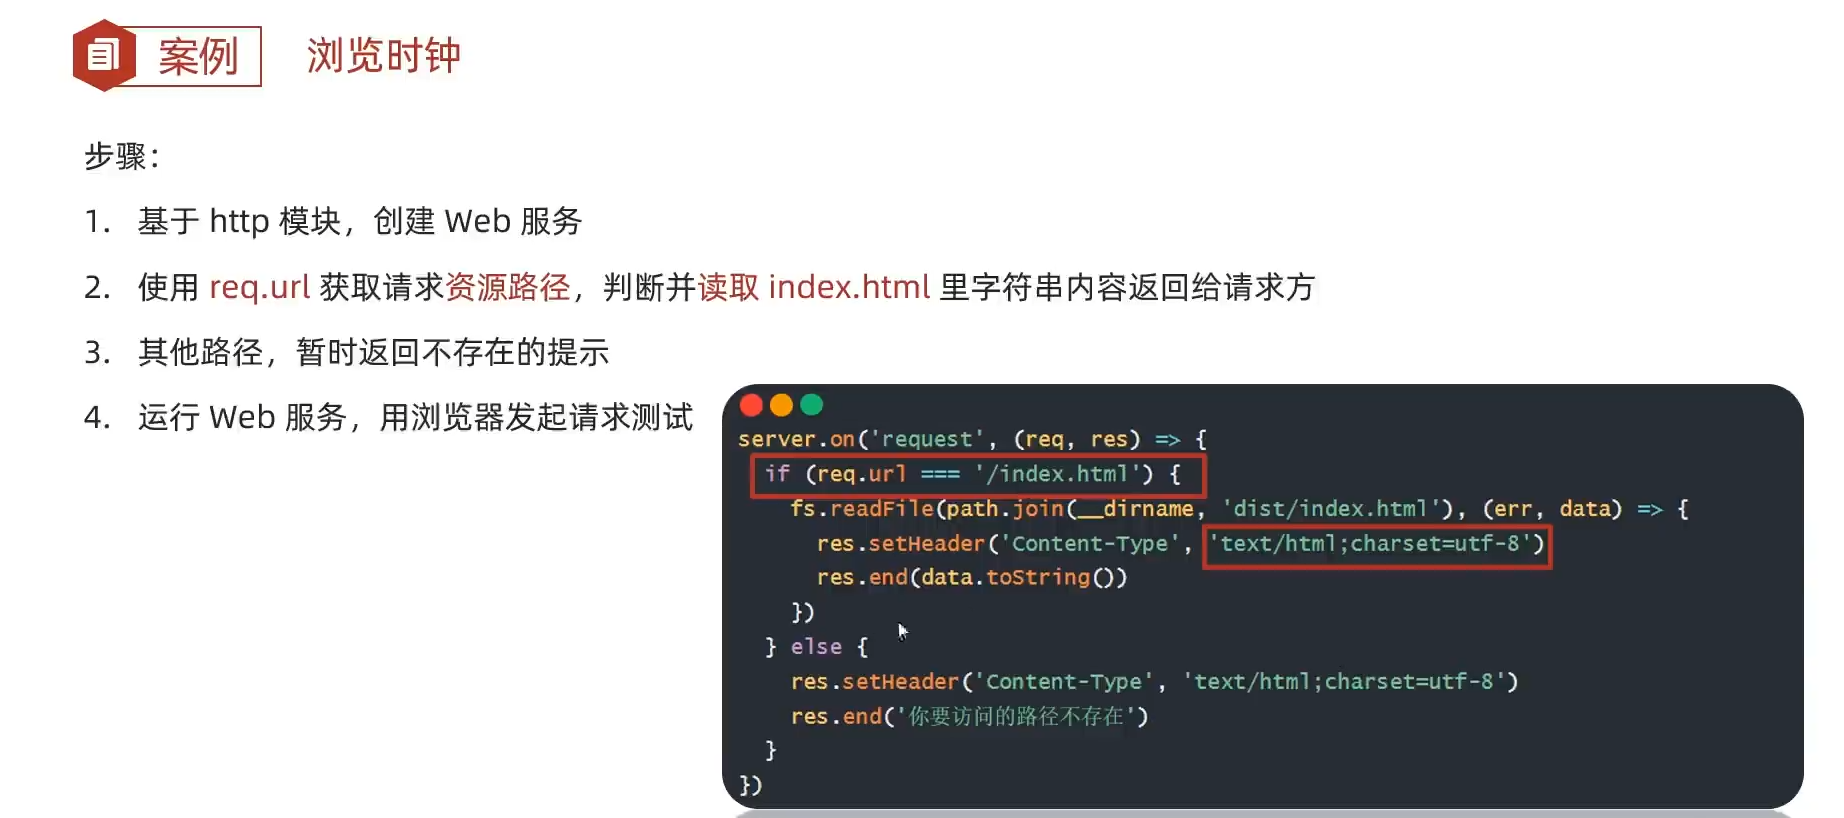 案例 浏览时钟
步骤：
1. 基于 http 模块，创建 Web 服务
2. 使用 req.url 获取请求资源路径，判断并读取 index.html 里字符串内容返回给请求方
3. 其他路径，暂时返回不存在的提示
4. 运行 Web 服务，用浏览器发起请求测试
server.on('request', (req, res) => {
  if (req.url === '/index.html') {
    fs.readFile(path.join(__dirname, 'dist/index.html'), (err, data) => {
      res.setHeader('Content-Type', 'text/html;charset=utf-8')
      res.end(data.toString())
    })
  } else {
    res.setHeader('Content-Type', 'text/html;charset=utf-8')
    res.end('你要访问的路径不存在')
  }
})